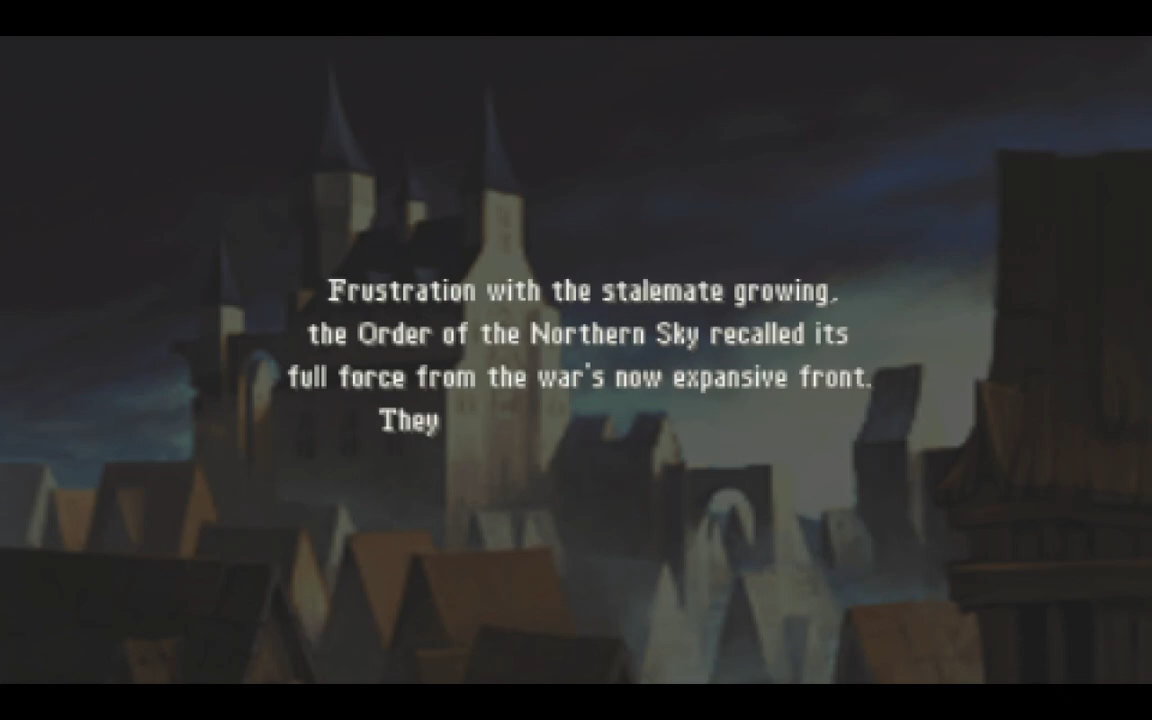 Frustration with the stalemate growing,
the Order of the Northern Sky recalled its
full force from the war's now expansive front.
They